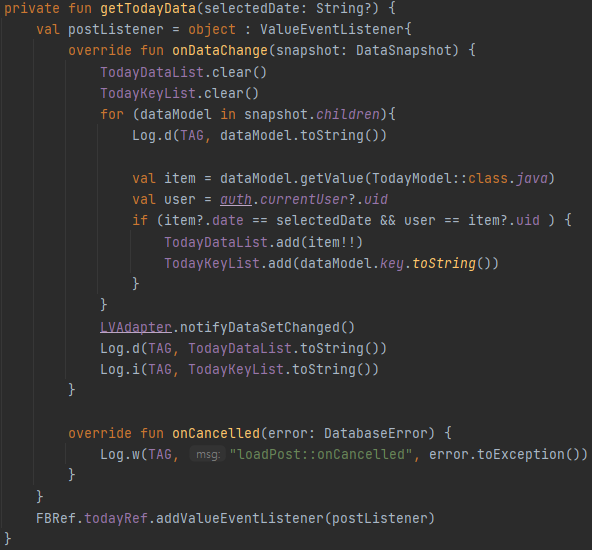 private fun getTodayData(selectedDate: String?) {
    val postListener = object : ValueEventListener{
        override fun onDataChange(snapshot: DataSnapshot) {
            TodayDataList.clear()
            TodayKeyList.clear()
            for (dataModel in snapshot.children){
                Log.d(TAG, dataModel.toString())

                val item = dataModel.getValue(TodayModel::class.java)
                val user = auth.currentUser?.uid
                if (item?.date == selectedDate && user == item?.uid ) {
                    TodayDataList.add(item!!)
                    TodayKeyList.add(dataModel.key.toString())
                }
            }
            LVAdapter.notifyDataSetChanged()
            Log.d(TAG, TodayDataList.toString())
            Log.i(TAG, TodayKeyList.toString())
        }

        override fun onCancelled(error: DatabaseError) {
            Log.w(TAG, msg: "loadPost::onCancelled", error.toException())
        }
    }
    FBRef.todayRef.addValueEventListener(postListener)
}